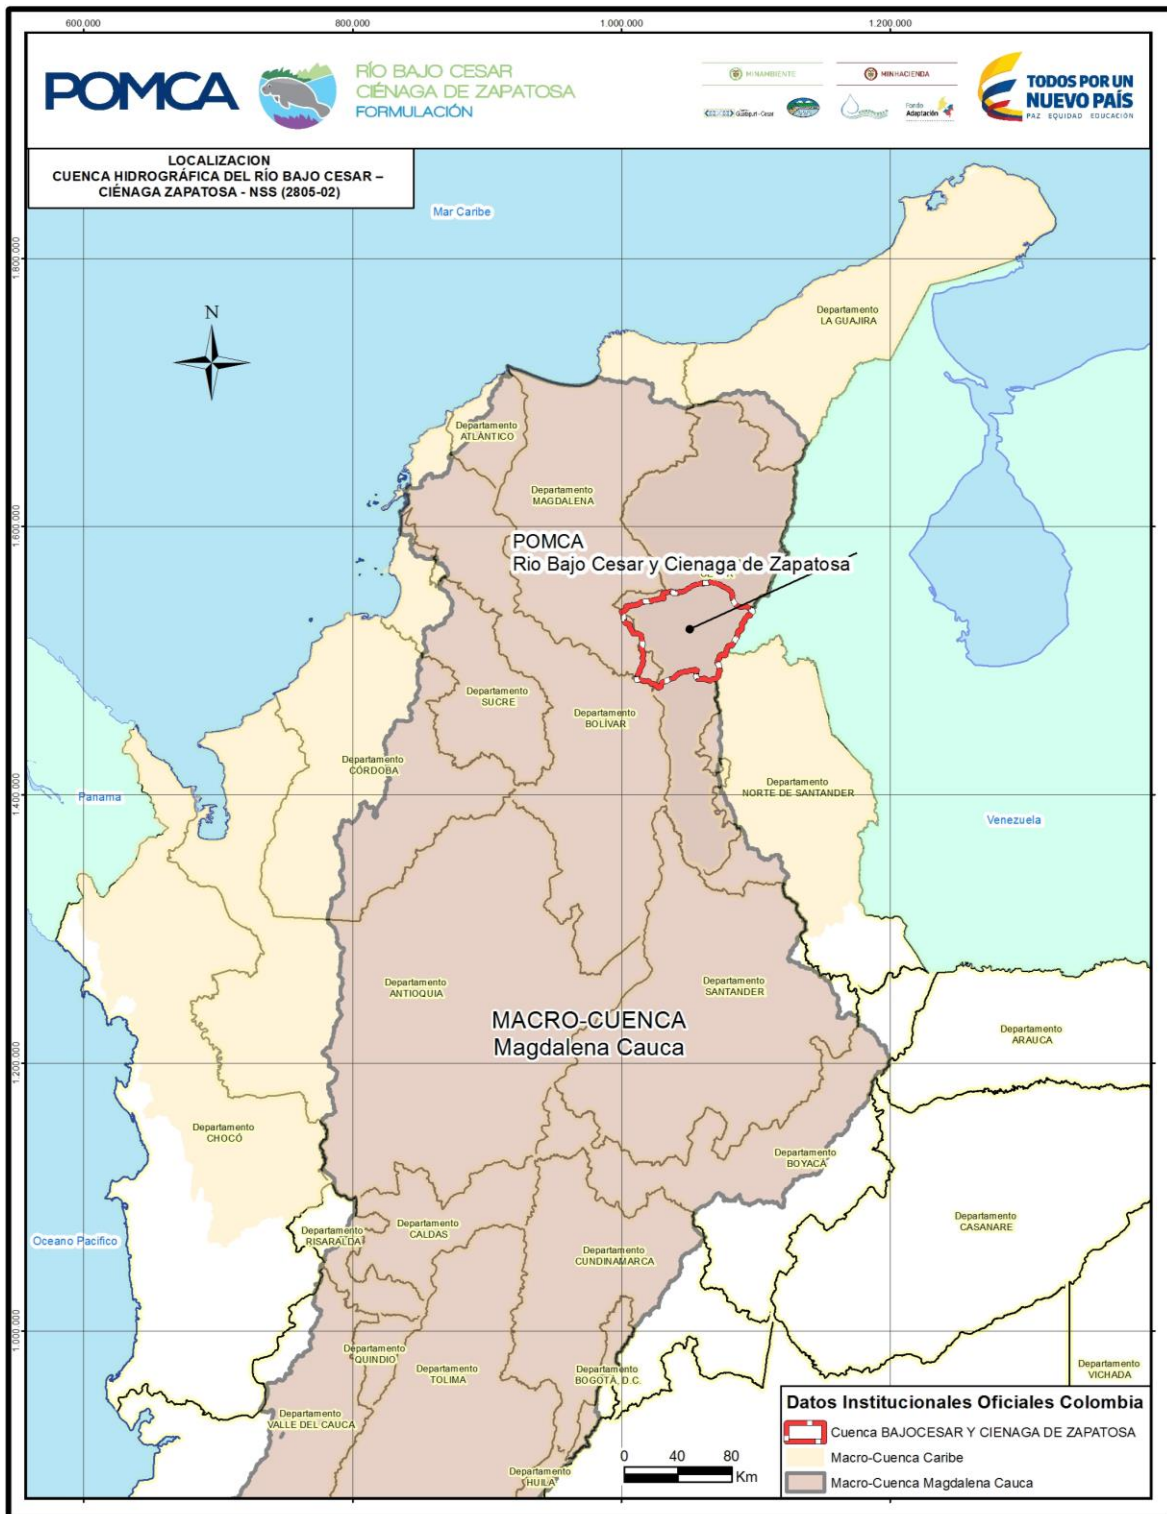 600.000
800.000
1.000.000
1.200.000
POMCA
RÍO BAJO CESAR
CIÉNAGA DE ZAPATOSA
FORMULACIÓN
MINAMBIENTE
MINHACIENDA
Fondo
Adaptación
TODOS POR UN
NUEVO PAÍS
PAZ EQUIDAD EDUCACIÓN
LOCALIZACION
CUENCA HIDROGRÁFICA DEL RÍO BAJO CESAR –
CIÉNAGA ZAPATOSA - NSS (2805-02)
Mar Caribe
1.800.000
N
Departamento
LA GUAJIRA
Departamento
ATLÁNTICO
Departamento
MAGDALENA
1.600.000
POMCA
Rio Bajo Cesar y Cienaga de Zapatosa
Departamento
SUCRE
Departamento
BOLÍVAR
Departamento
CÓRDOBA
Departamento
NORTE DE SANTANDER
1.400.000
Panama
Venezuela
Departamento
ANTIOQUIA
Departamento
SANTANDER
MACRO-CUENCA
Magdalena Cauca
Departamento
ARAUCA
1.200.000
Departamento
CHOCÓ
Departamento
BOYACÁ
Departamento
CASANARE
Oceano Pacifico
Departamento
RISARALDA
Departamento
CALDAS
Departamento
CUNDINAMARCA
1.000.000
Departamento
QUINDIO
Departamento
TOLIMA
Departamento
BOGOTÁ, D.C.
Departamento
VICHADA
Departamento
VALLE DEL CAUCA
Departamento
HUILA
0 40 80
Km
Datos Institucionales Oficiales Colombia
Cuenca BAJOCESAR Y CIENAGA DE ZAPATOSA
Macro-Cuenca Caribe
Macro-Cuenca Magdalena Cauca